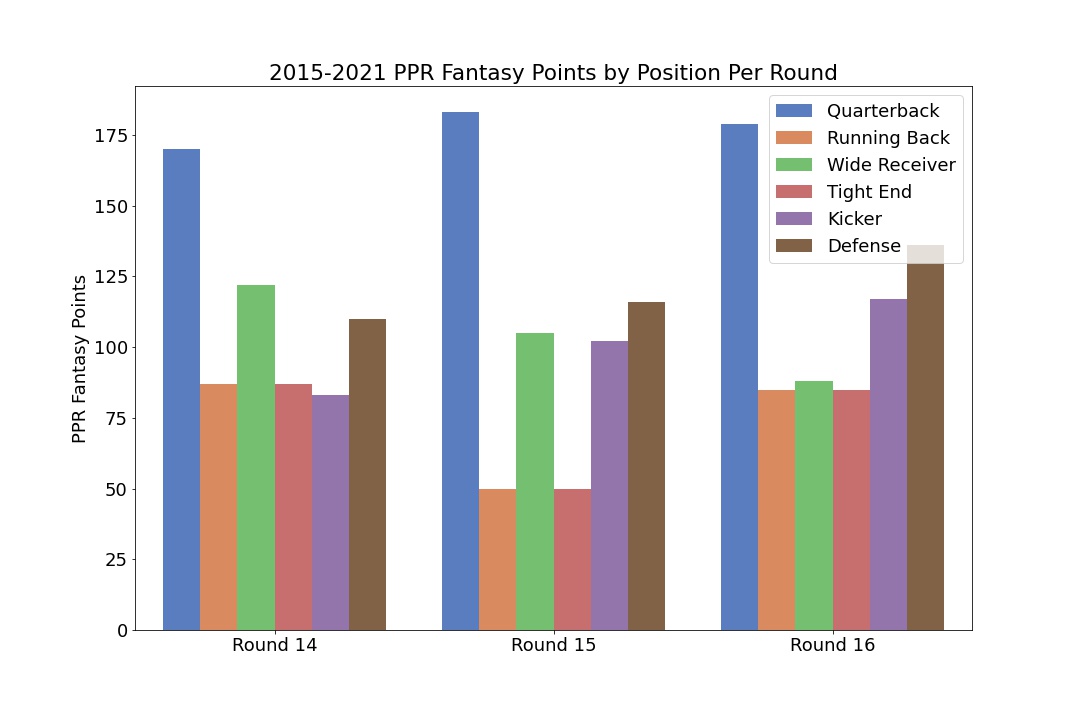 2015-2021 PPR Fantasy Points by Position Per Round
PPR Fantasy Points
175
150
125
100
75
50
25
0
Quarterback
Running Back
Wide Receiver
Tight End
Kicker
Defense
Round 14
Round 15
Round 16